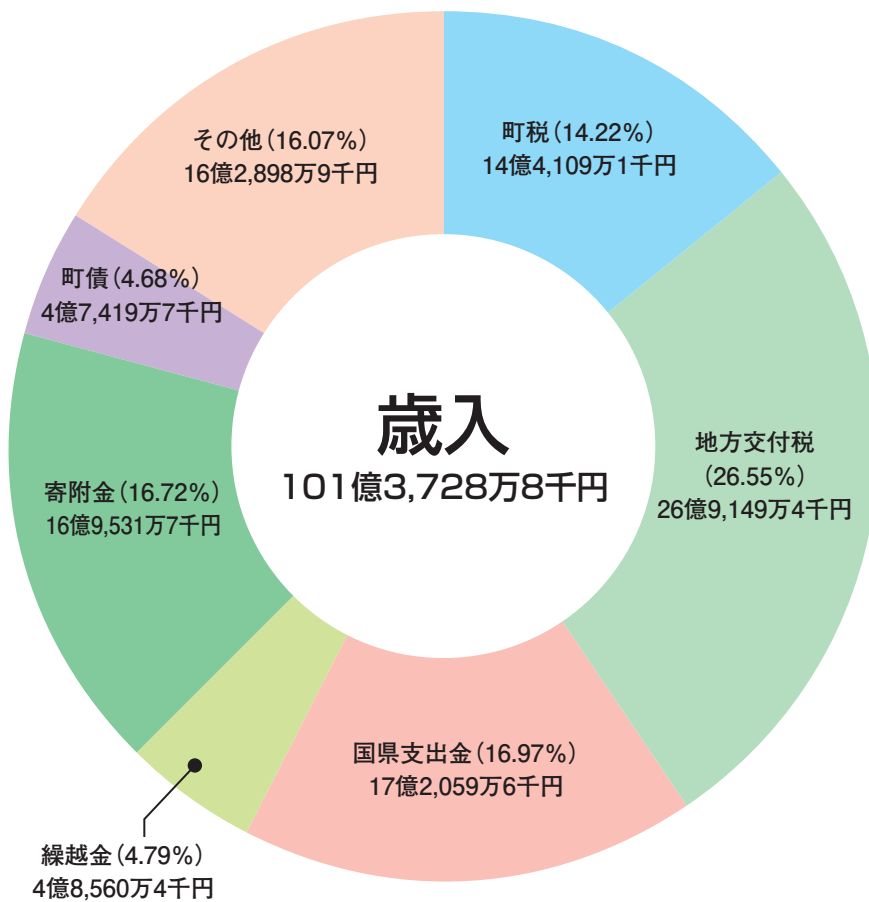 歳入
101億3,728万8千円
町税(14.22%)
14億4,109万1千円
地方交付税
(26.55%)
26億9,149万4千円
国県支出金(16.97%)
17億2,059万6千円
繰越金(4.79%)
4億8,560万4千円
寄附金(16.72%)
16億9,531万7千円
町債(4.68%)
4億7,419万7千円
その他(16.07%)
16億2,898万9千円